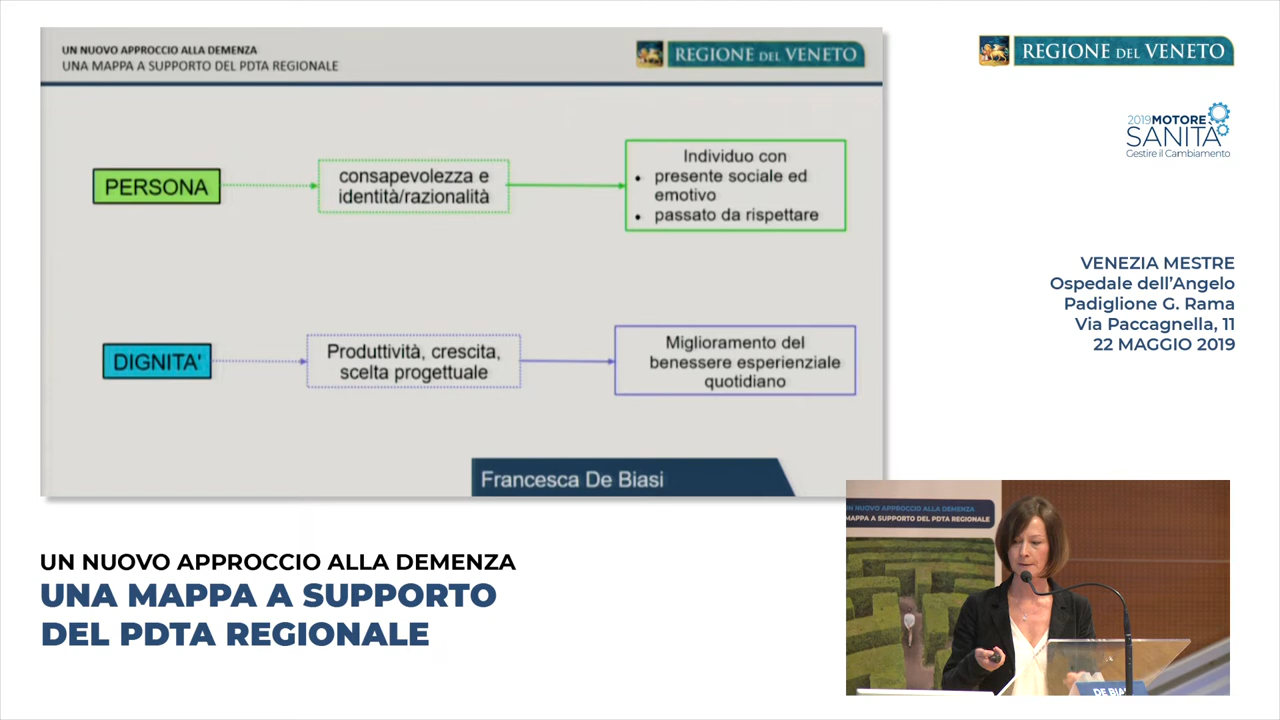 UN NUOVO APPROCCIO ALLA DEMENZA
UNA MAPPA A SUPPORTO DEL PDTA REGIONALE
REGIONE DEL VENETO
PERSONA
consapevolezza e
identità/razionalità
Individuo con
• presente sociale ed
emotivo
• passato da rispettare
DIGNITA'
Produttività, crescita,
scelta progettuale
Miglioramento del
benessere esperienziale
quotidiano
Francesca De Biasi
REGIONE DEL VENETO
2019 MOTORE
SANITÀ
Gestire il Cambiamento
VENEZIA MESTRE
Ospedale dell'Angelo
Padiglione G. Rama
Via Paccagnella, 11
22 MAGGIO 2019
UN NUOVO APPROCCIO ALLA DEMENZA
UNA MAPPA A SUPPORTO
DEL PDTA REGIONALE
UN NUOVO APPROCCIO ALLA DEMENZA
MAPPA A SUPPORTO DEL PDTA REGIONALE
DE BIA